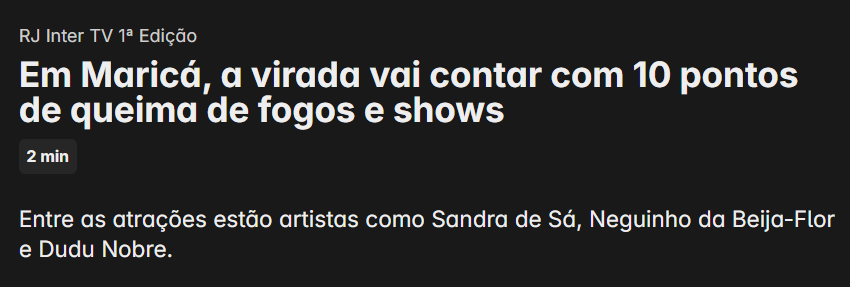 RJ Inter TV 1ª Edição
Em Maricá, a virada vai contar com 10 pontos
de queima de fogos e shows
2 min
Entre as atrações estão artistas como Sandra de Sá, Neguinho da Beija-Flor
e Dudu Nobre.